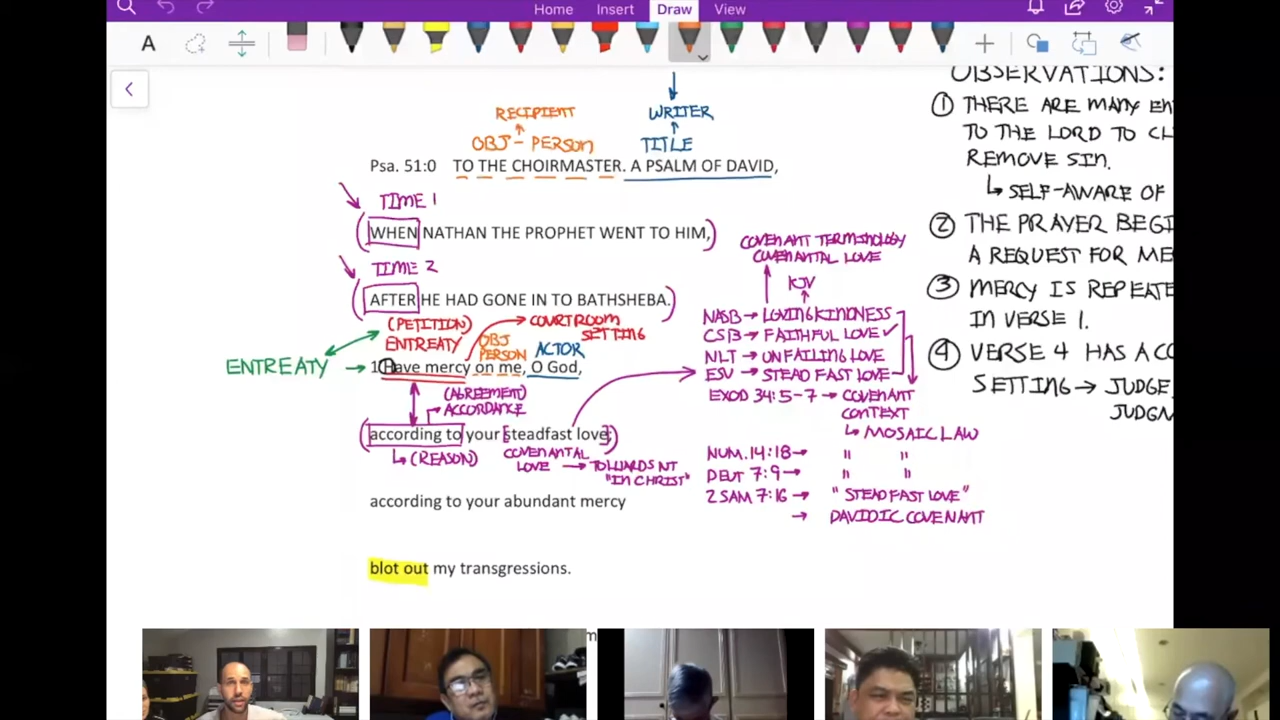 Home Insert Draw View
A
OBSERVATIONS:
RECIPIENT
WRITER
OBJ - PERSON
TITLE
Psa. 51:0 TO THE CHOIRMASTER. A PSALM OF DAVID,
TIME 1
WHEN NATHAN THE PROPHET WENT TO HIM,
TIME 2
AFTER HE HAD GONE IN TO BATHSHEBA.
(PETITION)
ENTREATY
COURTROOM
SETTING
OBJ
PERSON
ACTOR
ENTREATY
1 Have mercy on me, O God,
(AGREEMENT)
ACCORDANCE
according to your steadfast love;
(REASON)
COVENANTAL
LOVE → TOWARDS NT
"IN CHRIST"
according to your abundant mercy
blot out my transgressions.
COVENANT TERMINOLOGY
COVENANTAL LOVE
KJV
NASB → LOVINGKINDNESS
CSB → FAITHFUL LOVE ✓
NLT → UNFAILING LOVE
ESV → STEADFAST LOVE
EXOD 34:5-7 → COVENANT
CONTEXT
↳ MOSAIC LAW
NUM. 14:18 → " "
DEUT 7:9 → " "
2 SAM 7:16 → "STEADFAST LOVE"
→ DAVIDIC COVENANT
① THERE ARE MANY EN
TO THE LORD TO CL
REMOVE SIN.
↳ SELF-AWARE OF
② THE PRAYER BEGI
A REQUEST FOR ME
③ MERCY IS REPEATE
IN VERSE 1.
④ VERSE 4 HAS A CO
SETTING → JUDGE,
JUDGM
m